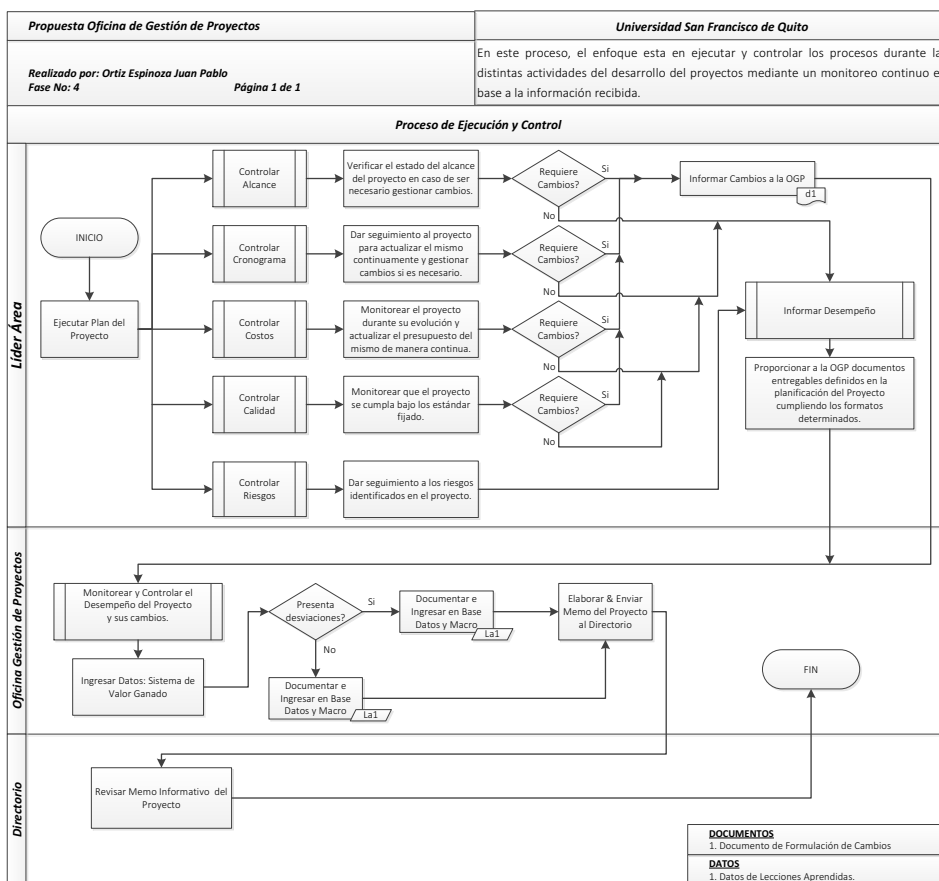 Propuesta Oficina de Gestión de Proyectos
Universidad San Francisco de Quito
Realizado por: Ortiz Espinoza Juan Pablo
Fase No: 4
Página 1 de 1
En este proceso, el enfoque esta en ejecutar y controlar los procesos durante la
distintas actividades del desarrollo del proyectos mediante un monitoreo continuo e
base a la información recibida.
Proceso de Ejecución y Control
Líder Área
INICIO
Ejecutar Plan del
Proyecto
Controlar
Alcance
Verificar el estado del alcance
del proyecto en caso de ser
necesario gestionar cambios.
Requiere
Cambios?
Si
No
Informar Cambios a la OGP
d1
Controlar
Cronograma
Dar seguimiento al proyecto
para actualizar el mismo
continuamente y gestionar
cambios si es necesario.
Requiere
Cambios?
Si
No
Informar Desempeño
Controlar
Costos
Monitorear el proyecto
durante su evolución y
actualizar el presupuesto del
mismo de manera continua.
Requiere
Cambios?
Si
No
Proporcionar a la OGP documentos
entregables definidos en la
planificación del Proyecto
cumpliendo los formatos
determinados.
Controlar
Calidad
Monitorear que el proyecto
se cumpla bajo los estándar
fijado.
Requiere
Cambios?
Si
No
Controlar
Riesgos
Dar seguimiento a los riesgos
identificados en el proyecto.
Oficina Gestión de Proyectos
Monitorear y Controlar el
Desempeño del Proyecto
y sus cambios.
Ingresar Datos: Sistema de
Valor Ganado
Presenta
desviaciones?
Si
No
Documentar e
Ingresar en Base
Datos y Macro
La1
Documentar e
Ingresar en Base
Datos y Macro
La1
Elaborar & Enviar
Memo del Proyecto
al Directorio
FIN
Directorio
Revisar Memo Informativo del
Proyecto
DOCUMENTOS
1. Documento de Formulación de Cambios
DATOS
1. Datos de Lecciones Aprendidas.